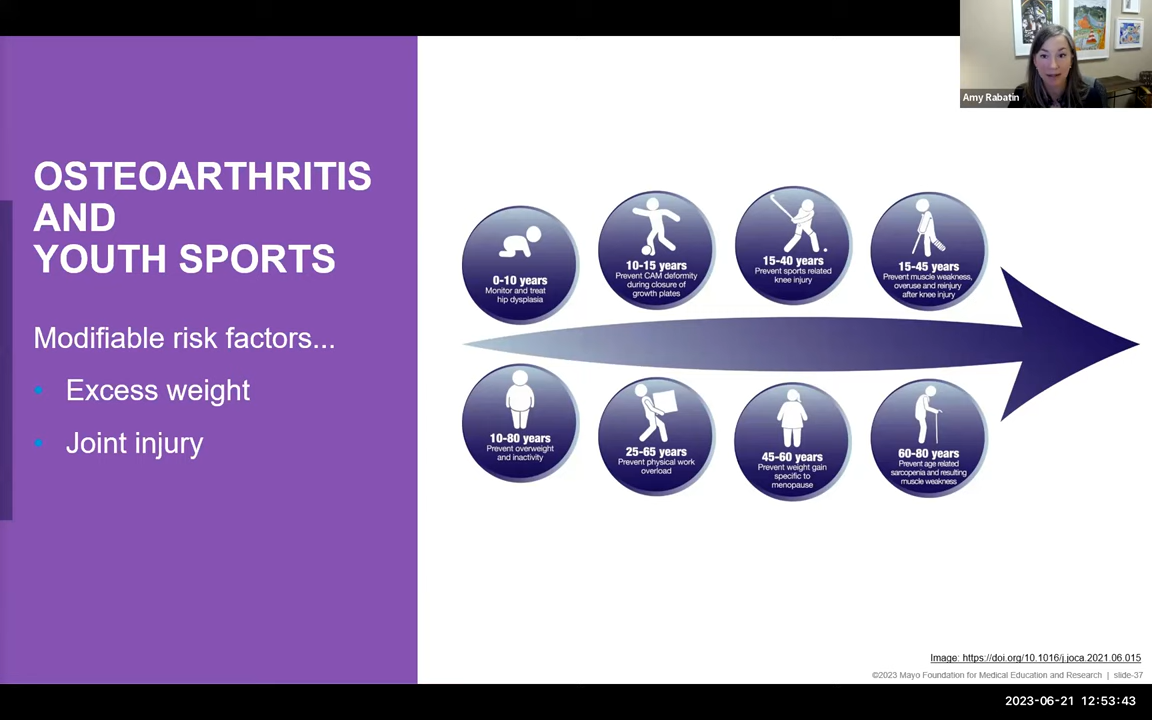 Amy Rabatin
OSTEOARTHRITIS
AND
YOUTH SPORTS
Modifiable risk factors...
• Excess weight
• Joint injury
0-10 years
Monitor and treat
hip dysplasia
10-15 years
Prevent CAM deformity
during closure of
growth plates
15-40 years
Prevent sports related
knee injury
15-45 years
Prevent muscle weakness,
overuse and reinjury
after knee injury
10-80 years
Prevent overweight
and inactivity
25-65 years
Prevent physical work
overload
45-60 years
Prevent weight gain
specific to
menopause
60-80 years
Prevent age related
sarcopenia and resulting
muscle weakness
Image: https://doi.org/10.1016/j.joca.2021.06.015
©2023 Mayo Foundation for Medical Education and Research | slide-37
2023-06-21 12:53:43